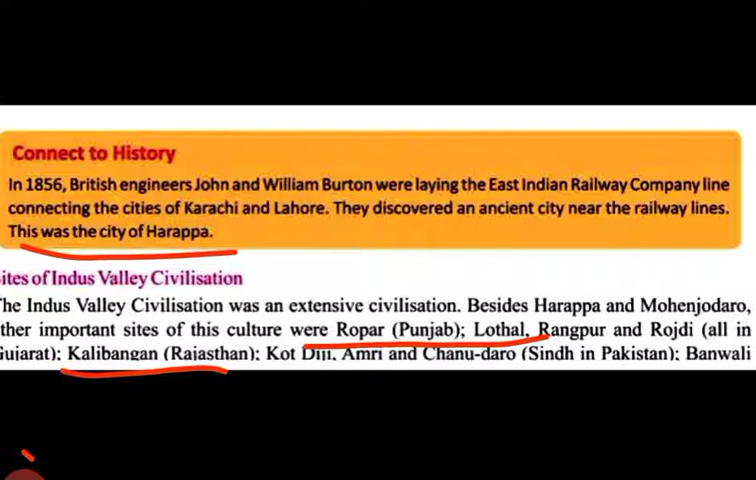 Connect to History
In 1856, British engineers John and William Burton were laying the East Indian Railway Company line
connecting the cities of Karachi and Lahore. They discovered an ancient city near the railway lines.
This was the city of Harappa.
ites of Indus Valley Civilisation
he Indus Valley Civilisation was an extensive civilisation. Besides Harappa and Mohenjodaro,
ther important sites of this culture were Ropar (Punjab); Lothal, Rangpur and Rojdi (all in
Gujarat); Kalibangan (Rajasthan); Kot Diji, Amri and Chanu-daro (Sindh in Pakistan); Banwali